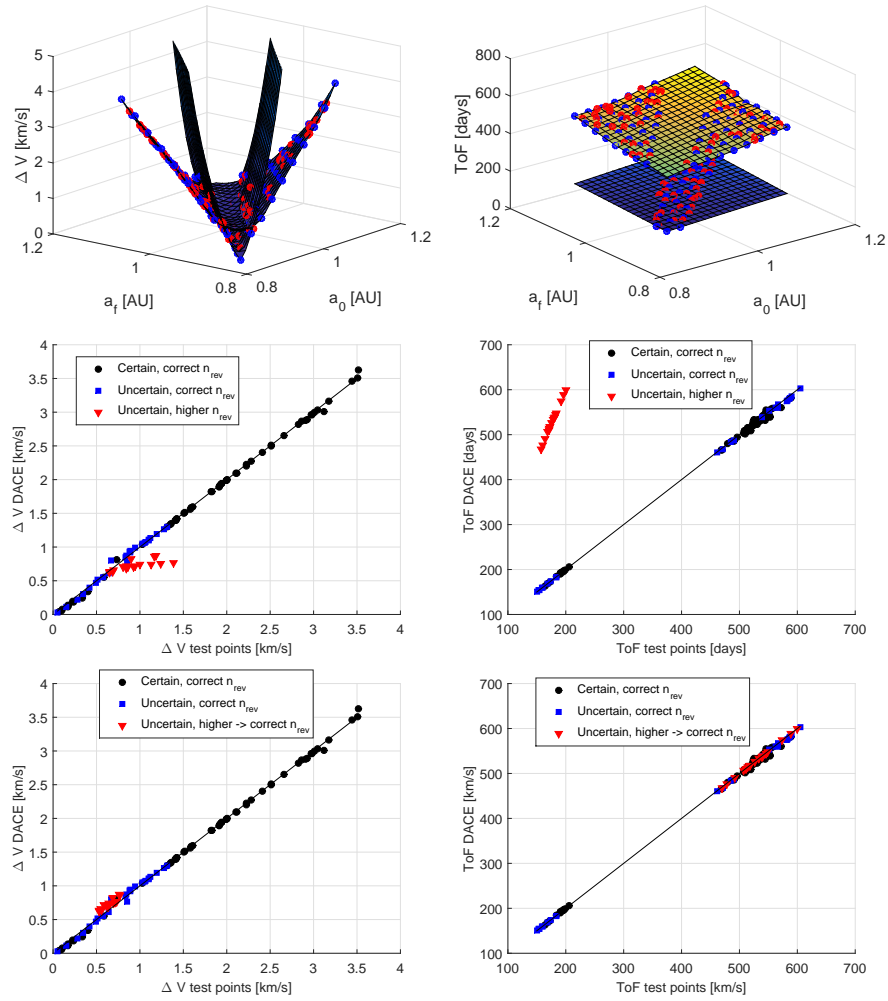 5
4
3
2
1
0
Δ V [km/s]
1.2
1
0.8
a_f [AU]
0.8
1
1.2
a_0 [AU]
800
600
400
200
0
ToF [days]
1.2
1
0.8
a_f [AU]
0.8
1
1.2
a_0 [AU]
4
3.5
3
2.5
2
1.5
1
0.5
0
Δ V DACE [km/s]
Certain, correct n_rev
Uncertain, correct n_rev
Uncertain, higher n_rev
0 0.5 1 1.5 2 2.5 3 3.5 4
Δ V test points [km/s]
700
600
500
400
300
200
100
ToF DACE [days]
Certain, correct n_rev
Uncertain, correct n_rev
Uncertain, higher n_rev
100 200 300 400 500 600 700
ToF test points [days]
4
3.5
3
2.5
2
1.5
1
0.5
0
Δ V DACE [km/s]
Certain, correct n_rev
Uncertain, correct n_rev
Uncertain, higher -> correct n_rev
0 0.5 1 1.5 2 2.5 3 3.5 4
Δ V test points [km/s]
700
600
500
400
300
200
100
ToF DACE [km/s]
Certain, correct n_rev
Uncertain, correct n_rev
Uncertain, higher -> correct n_rev
100 200 300 400 500 600 700
ToF test points [km/s]